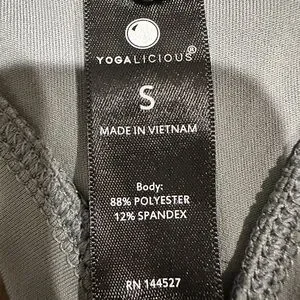 YOGALICIOUS®
S
MADE IN VIETNAM
Body:
88% POLYESTER
12% SPANDEX
RN 144527